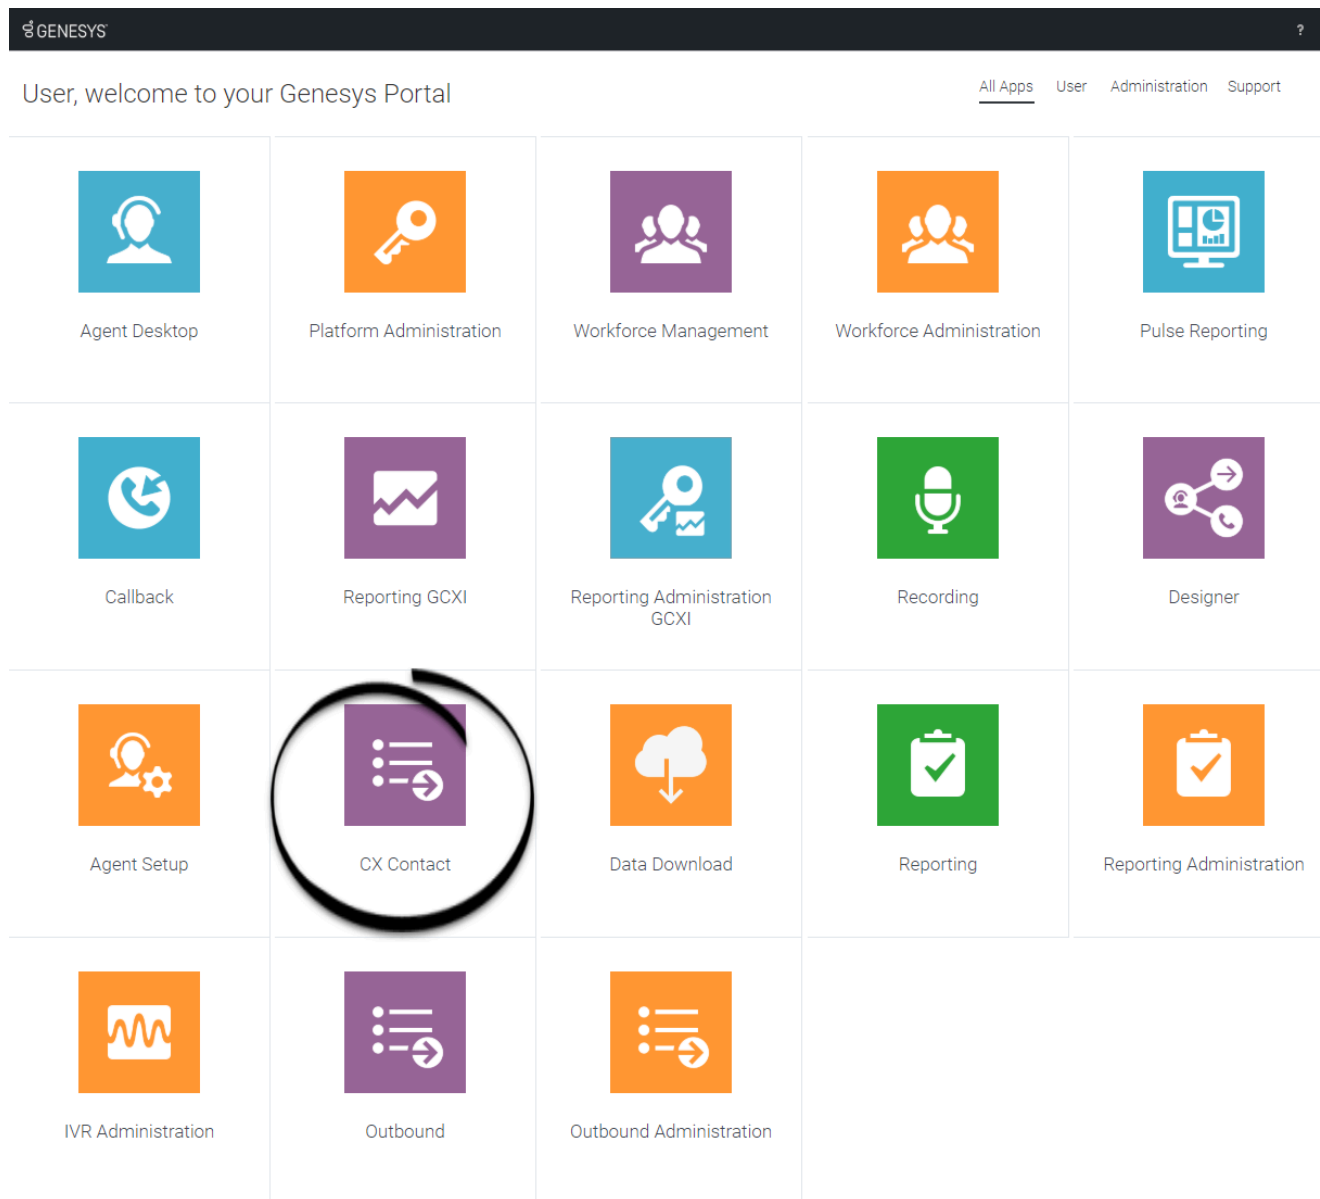 GENESYS
?
User, welcome to your Genesys Portal
All Apps User Administration Support
Agent Desktop
Platform Administration
Workforce Management
Workforce Administration
Pulse Reporting
Callback
Reporting GCXI
Reporting Administration
GCXI
Recording
Designer
Agent Setup
CX Contact
Data Download
Reporting
Reporting Administration
IVR Administration
Outbound
Outbound Administration